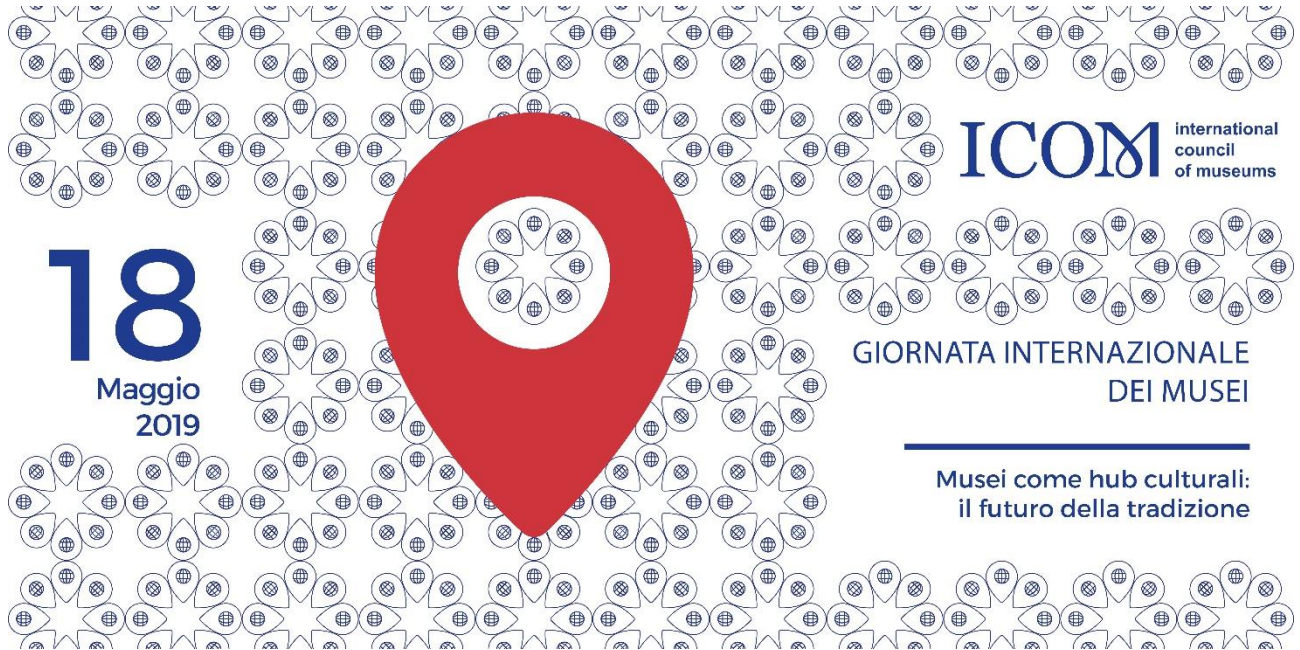 ICOM
international
council
of museums
18
Maggio
2019
GIORNATA INTERNAZIONALE
DEI MUSEI
Musei come hub culturali:
il futuro della tradizione